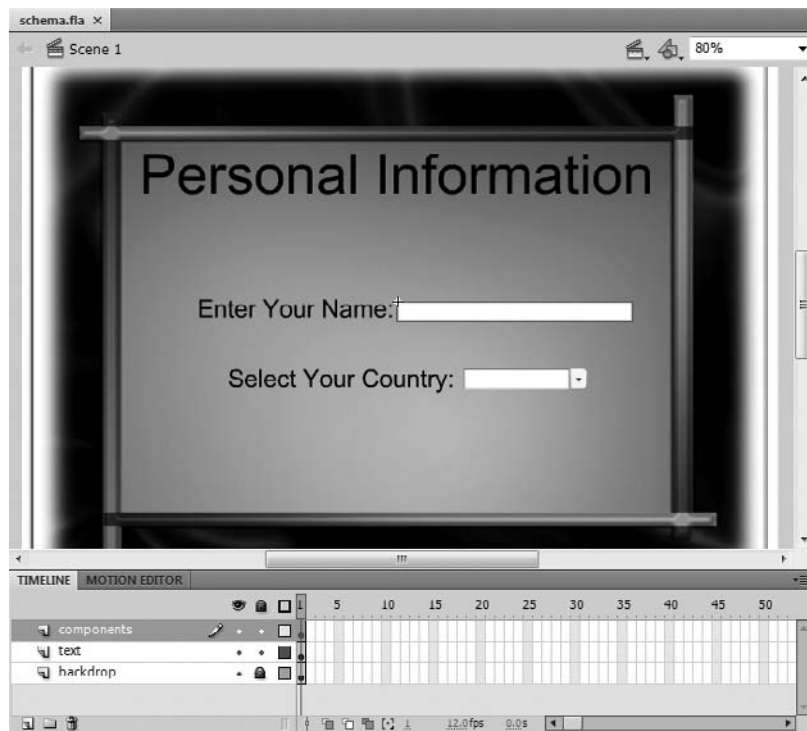 schema.fla ×
Scene 1
80%
Personal Information
Enter Your Name:
Select Your Country:
TIMELINE MOTION EDITOR
1 5 10 15 20 25 30 35 40 45 50
components
text
backdrop
1 12.0fps 0.0s